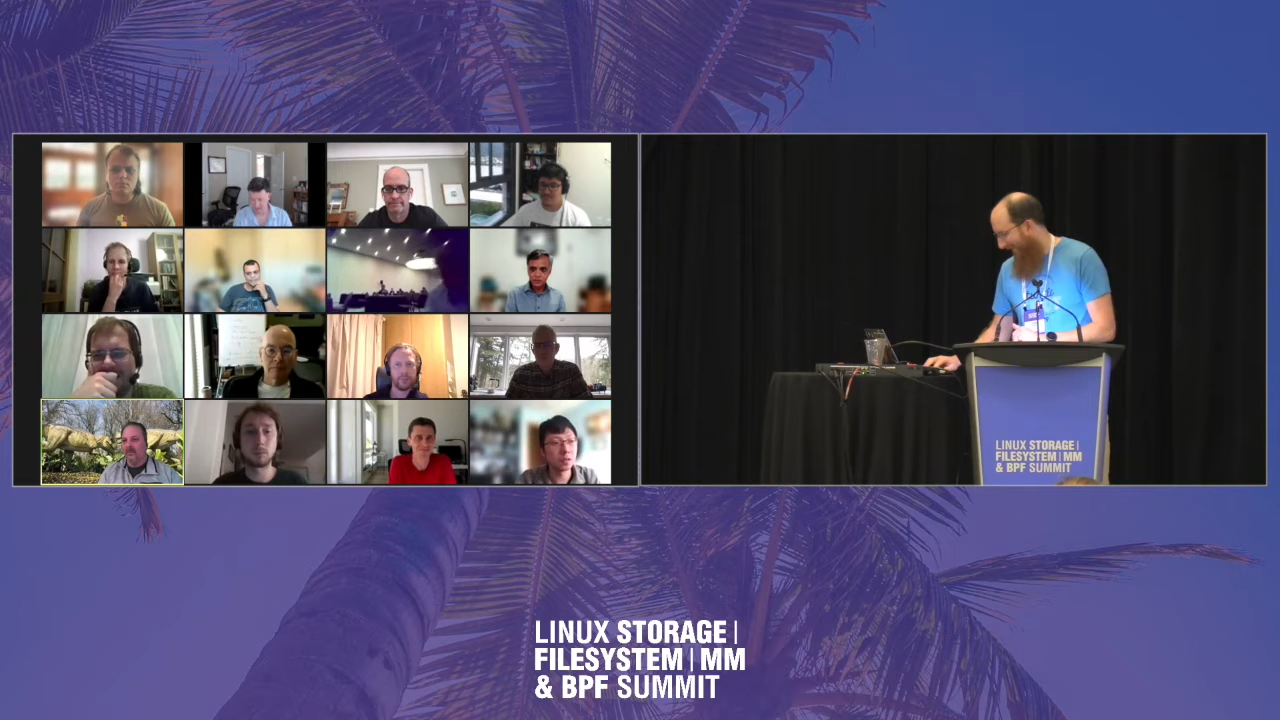 LINUX STORAGE |
FILESYSTEM | MM
& BPF SUMMIT
LINUX STORAGE |
FILESYSTEM | MM
& BPF SUMMIT